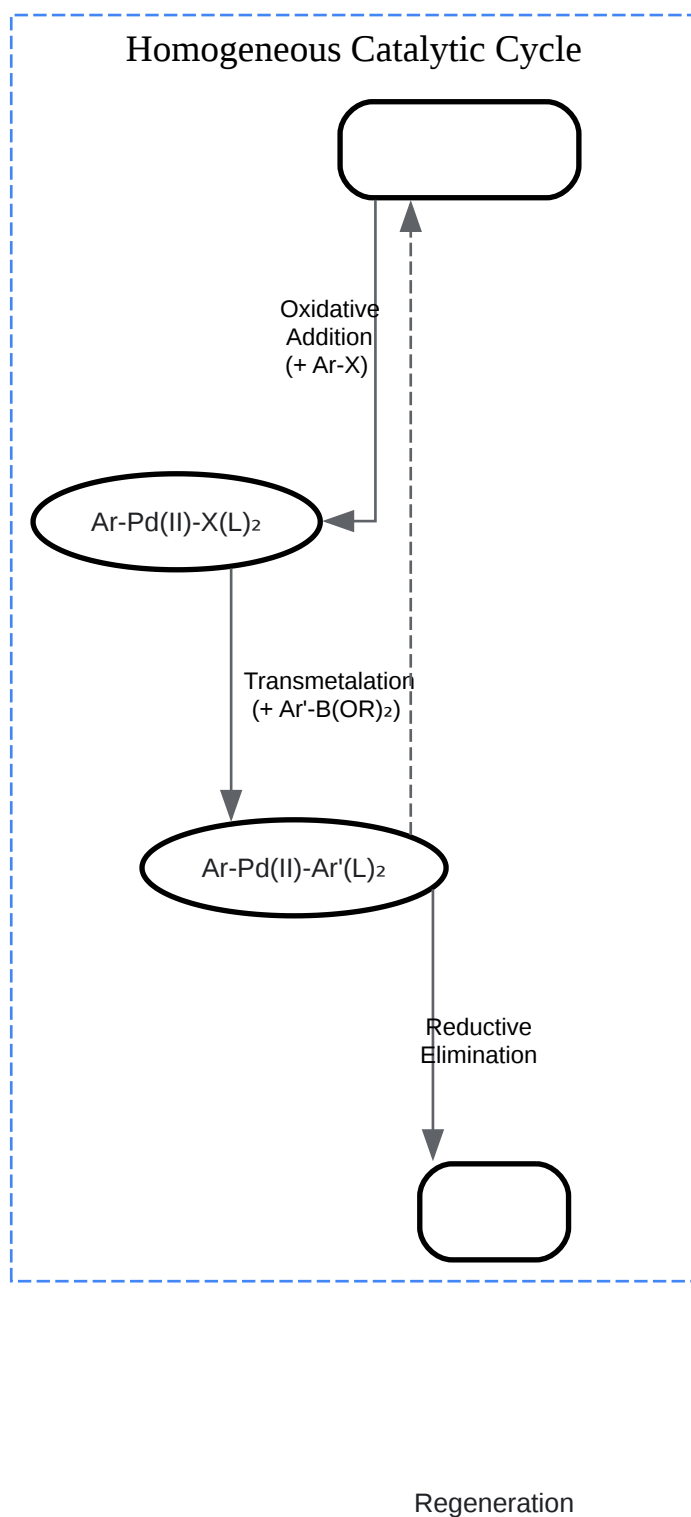 Homogeneous Catalytic Cycle
Oxidative
Addition
(+ Ar-X)
Ar-Pd(II)-X(L)₂
Transmetalation
(+ Ar'-B(OR)₂)
Ar-Pd(II)-Ar'(L)₂
Reductive
Elimination
Regeneration